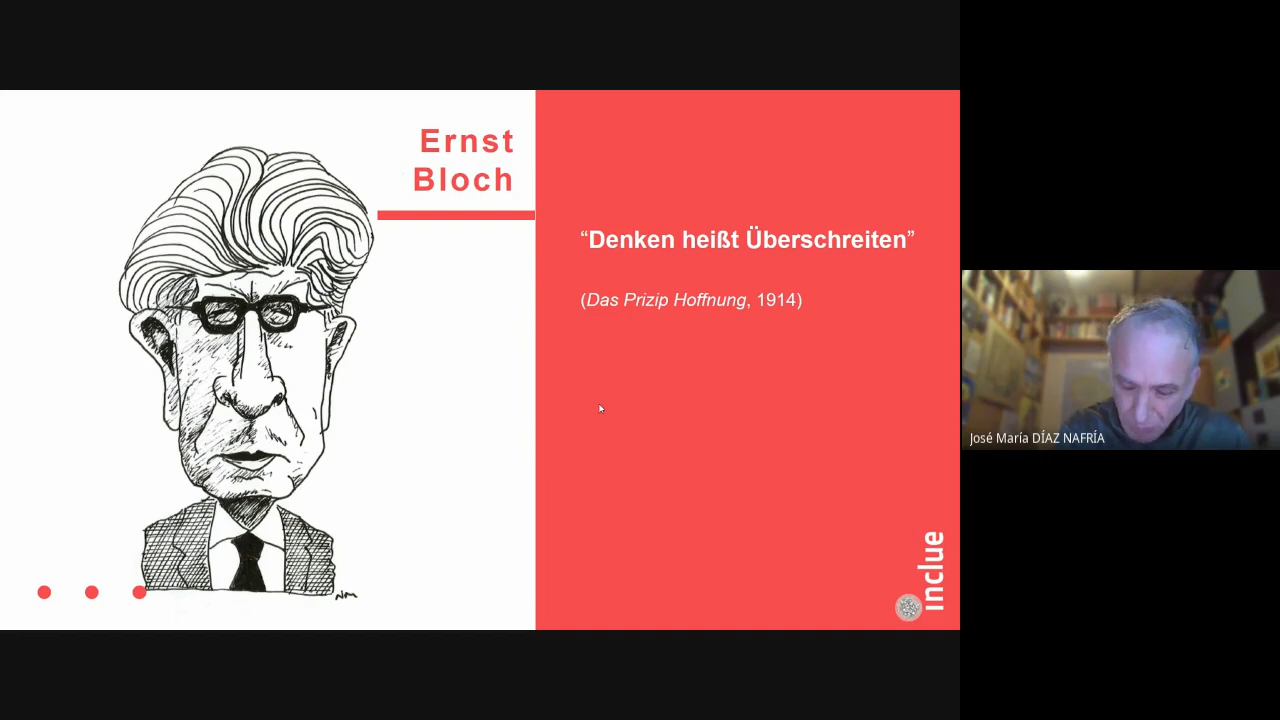 Ernst
Bloch
“Denken heißt Überschreiten”
(Das Prizip Hoffnung, 1914)
José María DÍAZ NAFRÍA
inclue